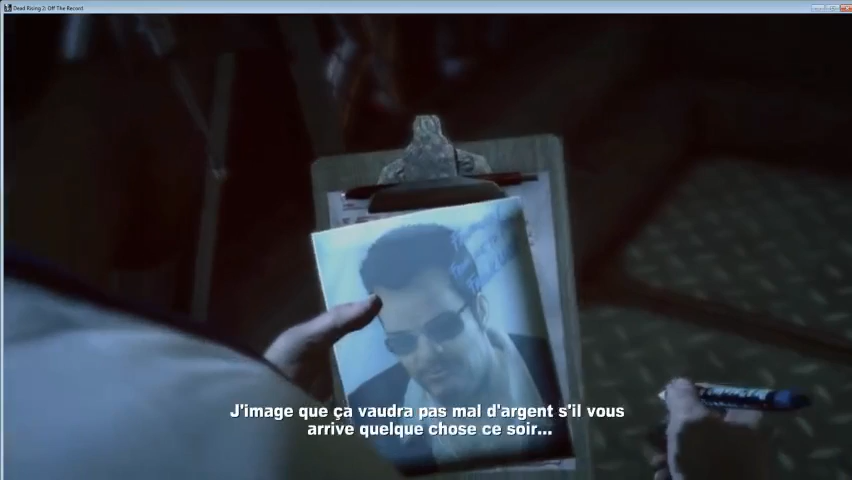 Dead Rising 2: Off The Record
J'image que ça vaudra pas mal d'argent s'il vous
arrive quelque chose ce soir...